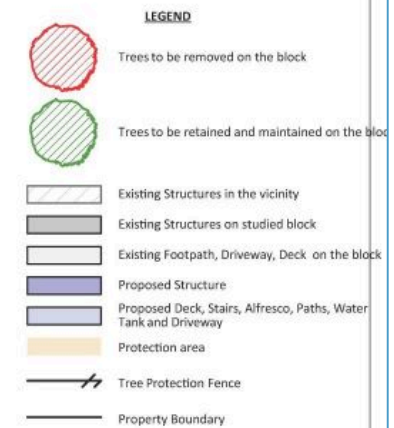 LEGEND
Trees to be removed on the block
Trees to be retained and maintained on the bloc
Existing Structures in the vicinity
Existing Structures on studied block
Existing Footpath, Driveway, Deck on the block
Proposed Structure
Proposed Deck, Stairs, Alfresco, Paths, Water
Tank and Driveway
Protection area
Tree Protection Fence
Property Boundary